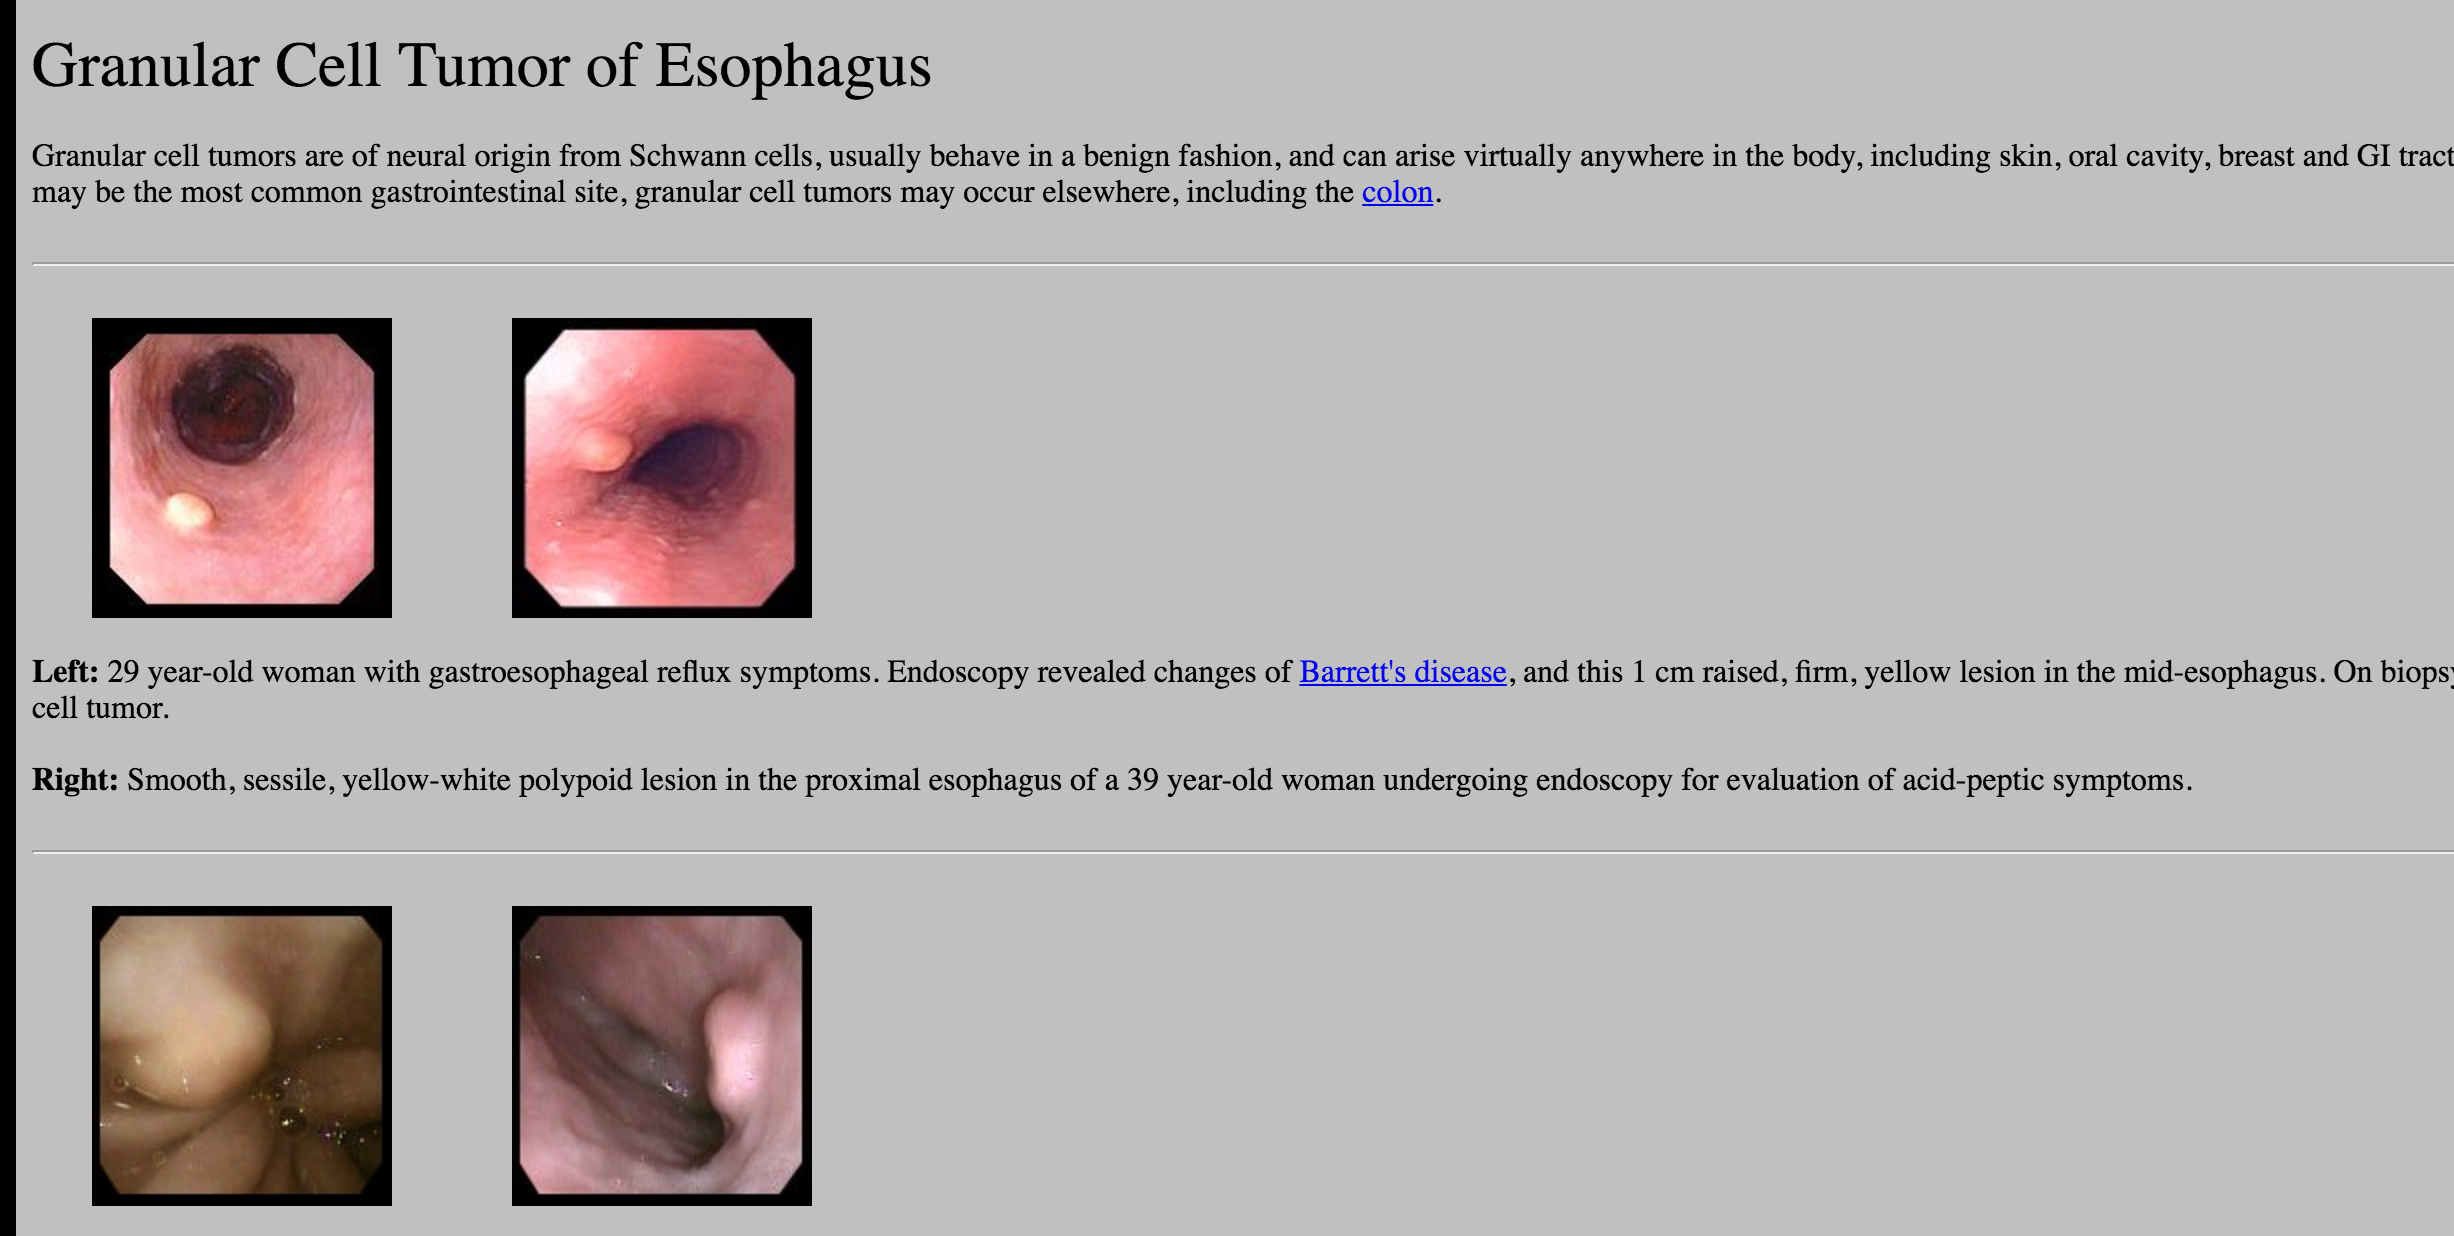 Granular Cell Tumor of Esophagus
Granular cell tumors are of neural origin from Schwann cells, usually behave in a benign fashion, and can arise virtually anywhere in the body, including skin, oral cavity, breast and GI tract
may be the most common gastrointestinal site, granular cell tumors may occur elsewhere, including the colon.
Left: 29 year-old woman with gastroesophageal reflux symptoms. Endoscopy revealed changes of Barrett's disease, and this 1 cm raised, firm, yellow lesion in the mid-esophagus. On biopsy
cell tumor.
Right: Smooth, sessile, yellow-white polypoid lesion in the proximal esophagus of a 39 year-old woman undergoing endoscopy for evaluation of acid-peptic symptoms.